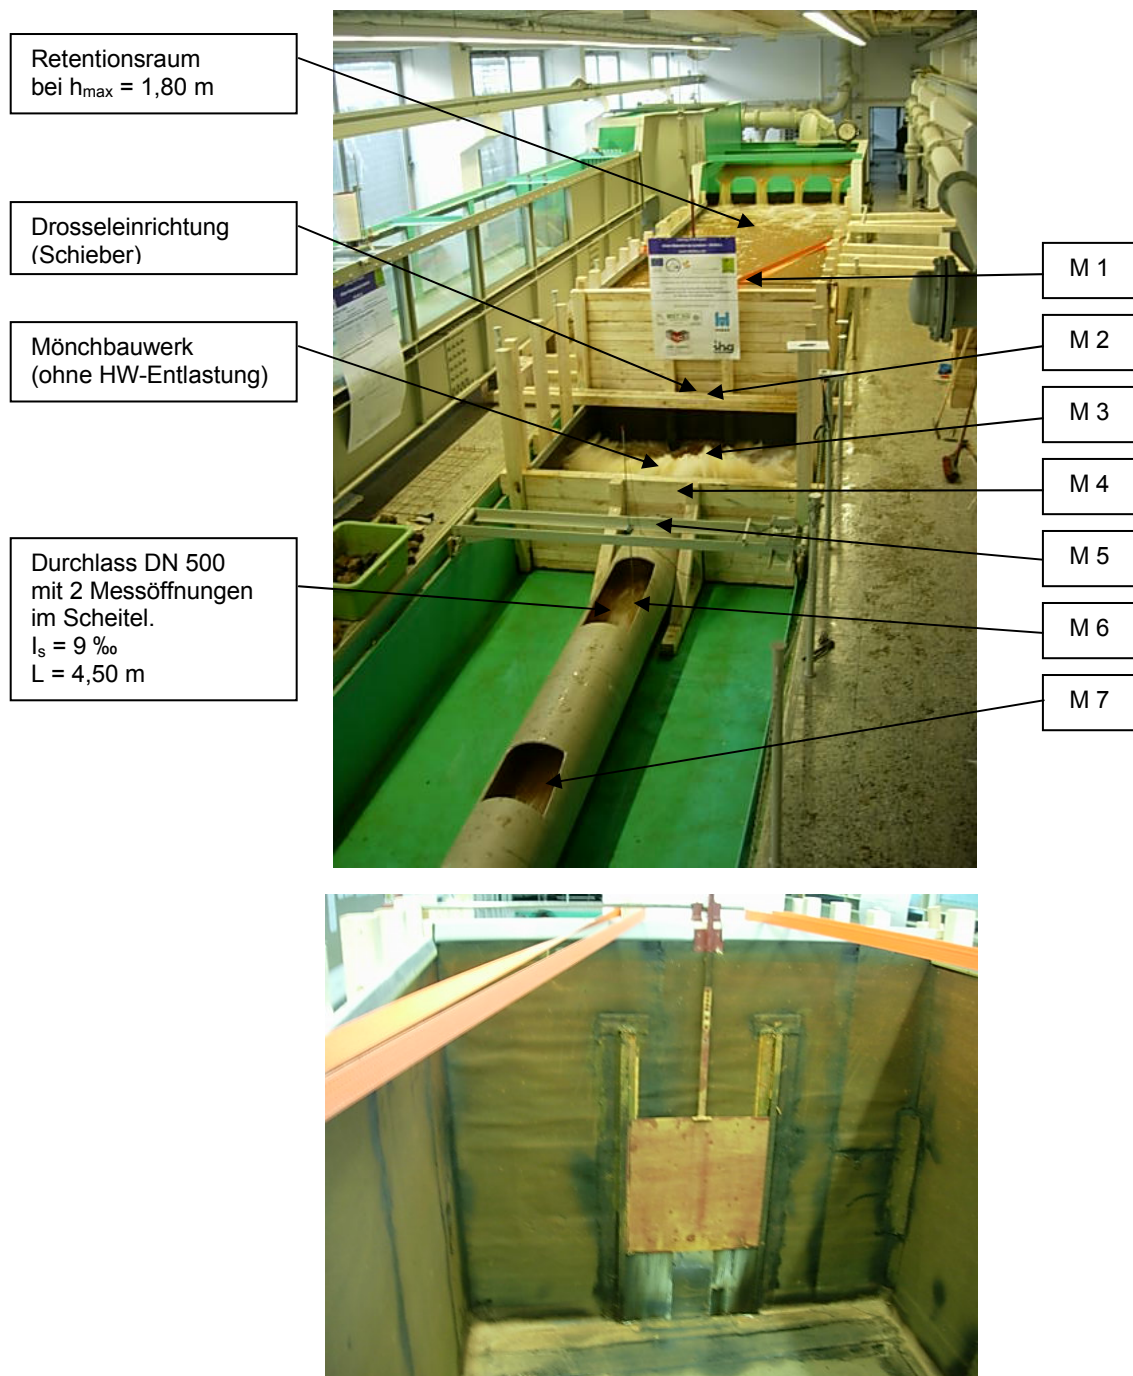 Retentionsraum
bei hmax = 1,80 m
Drosseleinrichtung
(Schieber)
Mönchbauwerk
(ohne HW-Entlastung)
Durchlass DN 500
mit 2 Messöffnungen
im Scheitel.
Is = 9 ‰
L = 4,50 m
M 1
M 2
M 3
M 4
M 5
M 6
M 7
ihg